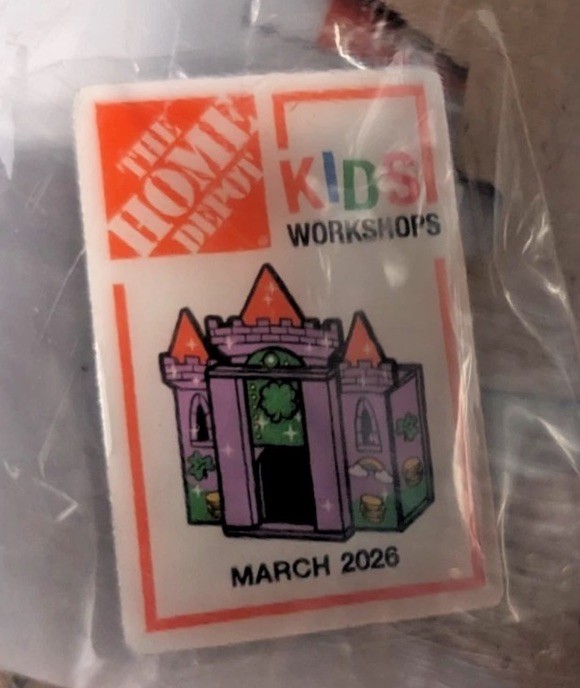 THE
HOME
DEPOT
KIDS
WORKSHOPS
MARCH 2026